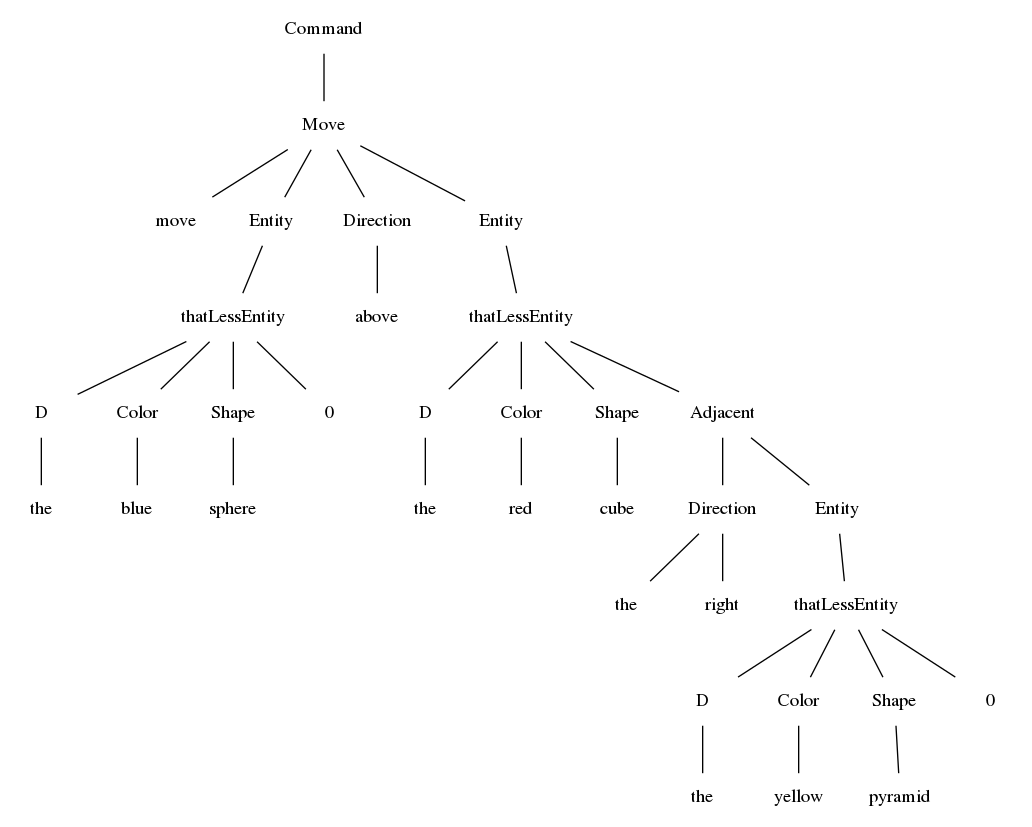 Command
Move
move Entity Direction Entity
thatLessEntity above thatLessEntity
D Color Shape 0 D Color Shape Adjacent
the blue sphere the red cube Direction Entity
the right thatLessEntity
D Color Shape 0
the yellow pyramid